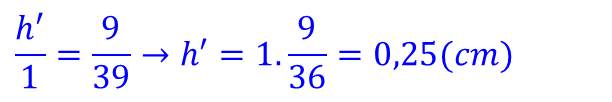 h′/1 = 9/39 → h′ = 1. 9/36 = 0,25(cm)